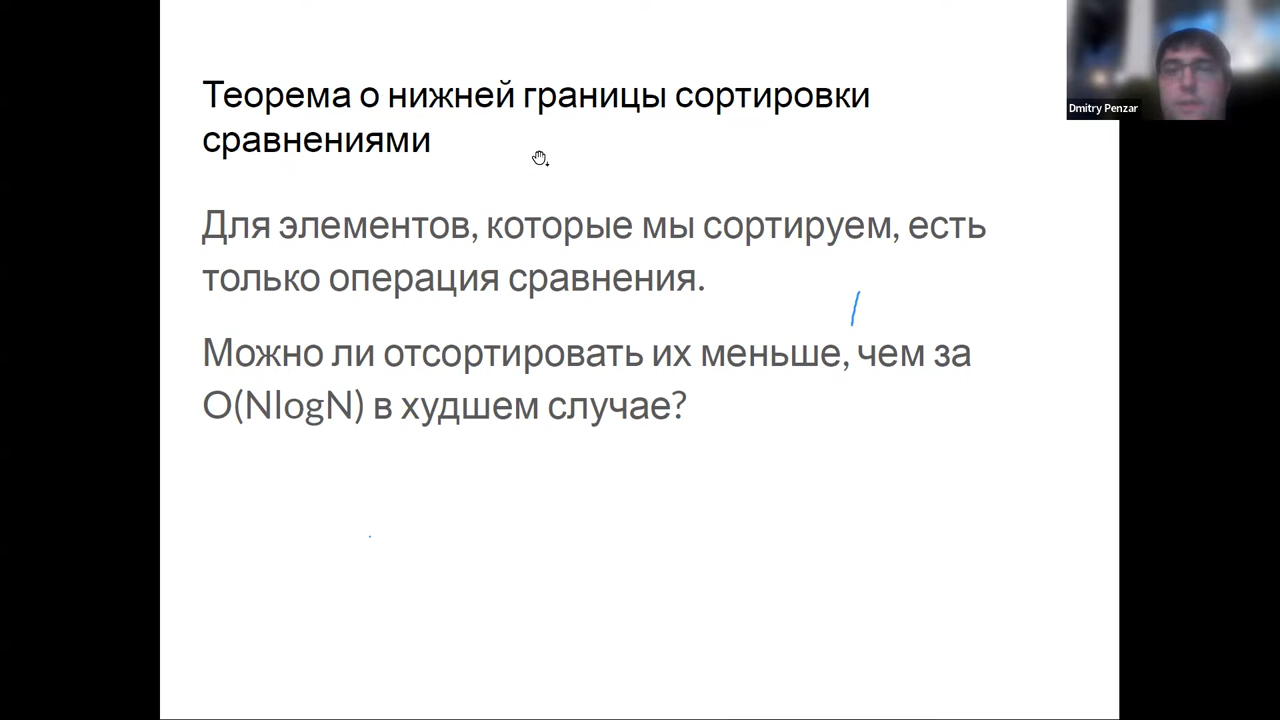 Теорема о нижней границы сортировки
сравнениями
Dmitry Penzar
Для элементов, которые мы сортируем, есть
только операция сравнения.
Можно ли отсортировать их меньше, чем за
O(NlogN) в худшем случае?